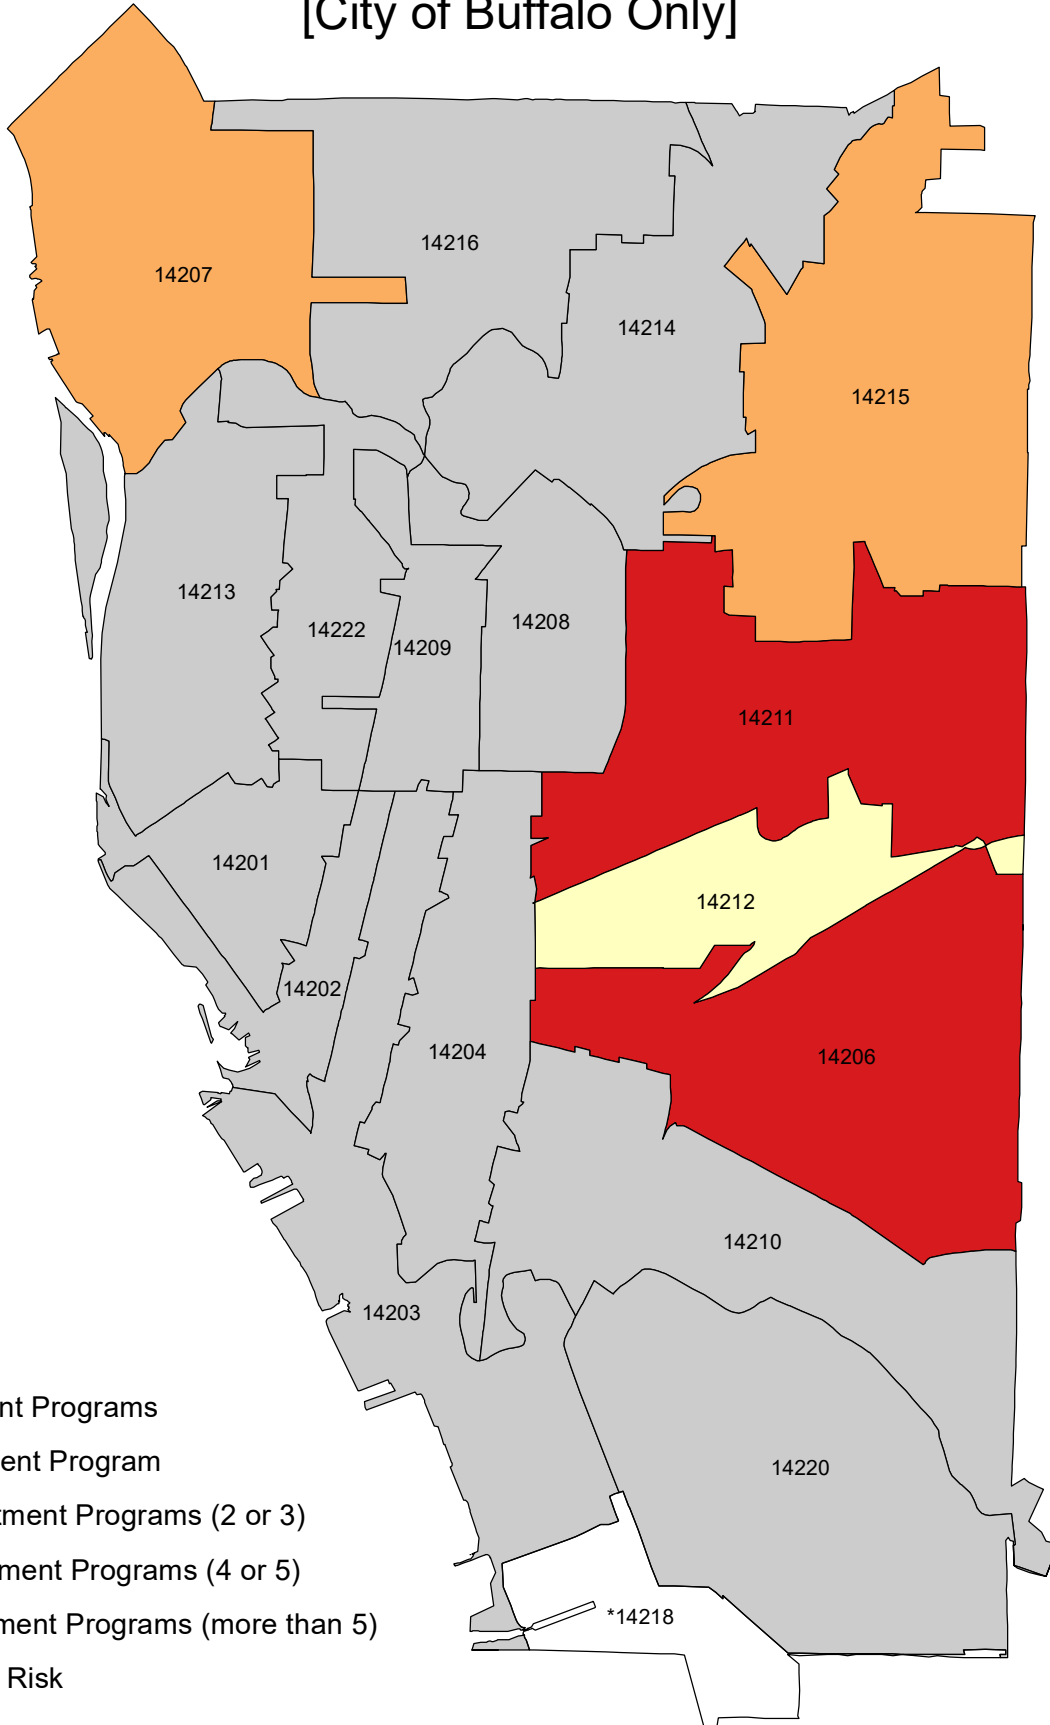 [City of Buffalo Only]
14216
14207
14214
14215
14213
14222
14208
14209
14211
14201
14212
14202
14204
14206
14210
14203
nt Programs
ent Program
14220
tment Programs (2 or 3)
ment Programs (4 or 5)
*14218
ment Programs (more than 5)
Risk